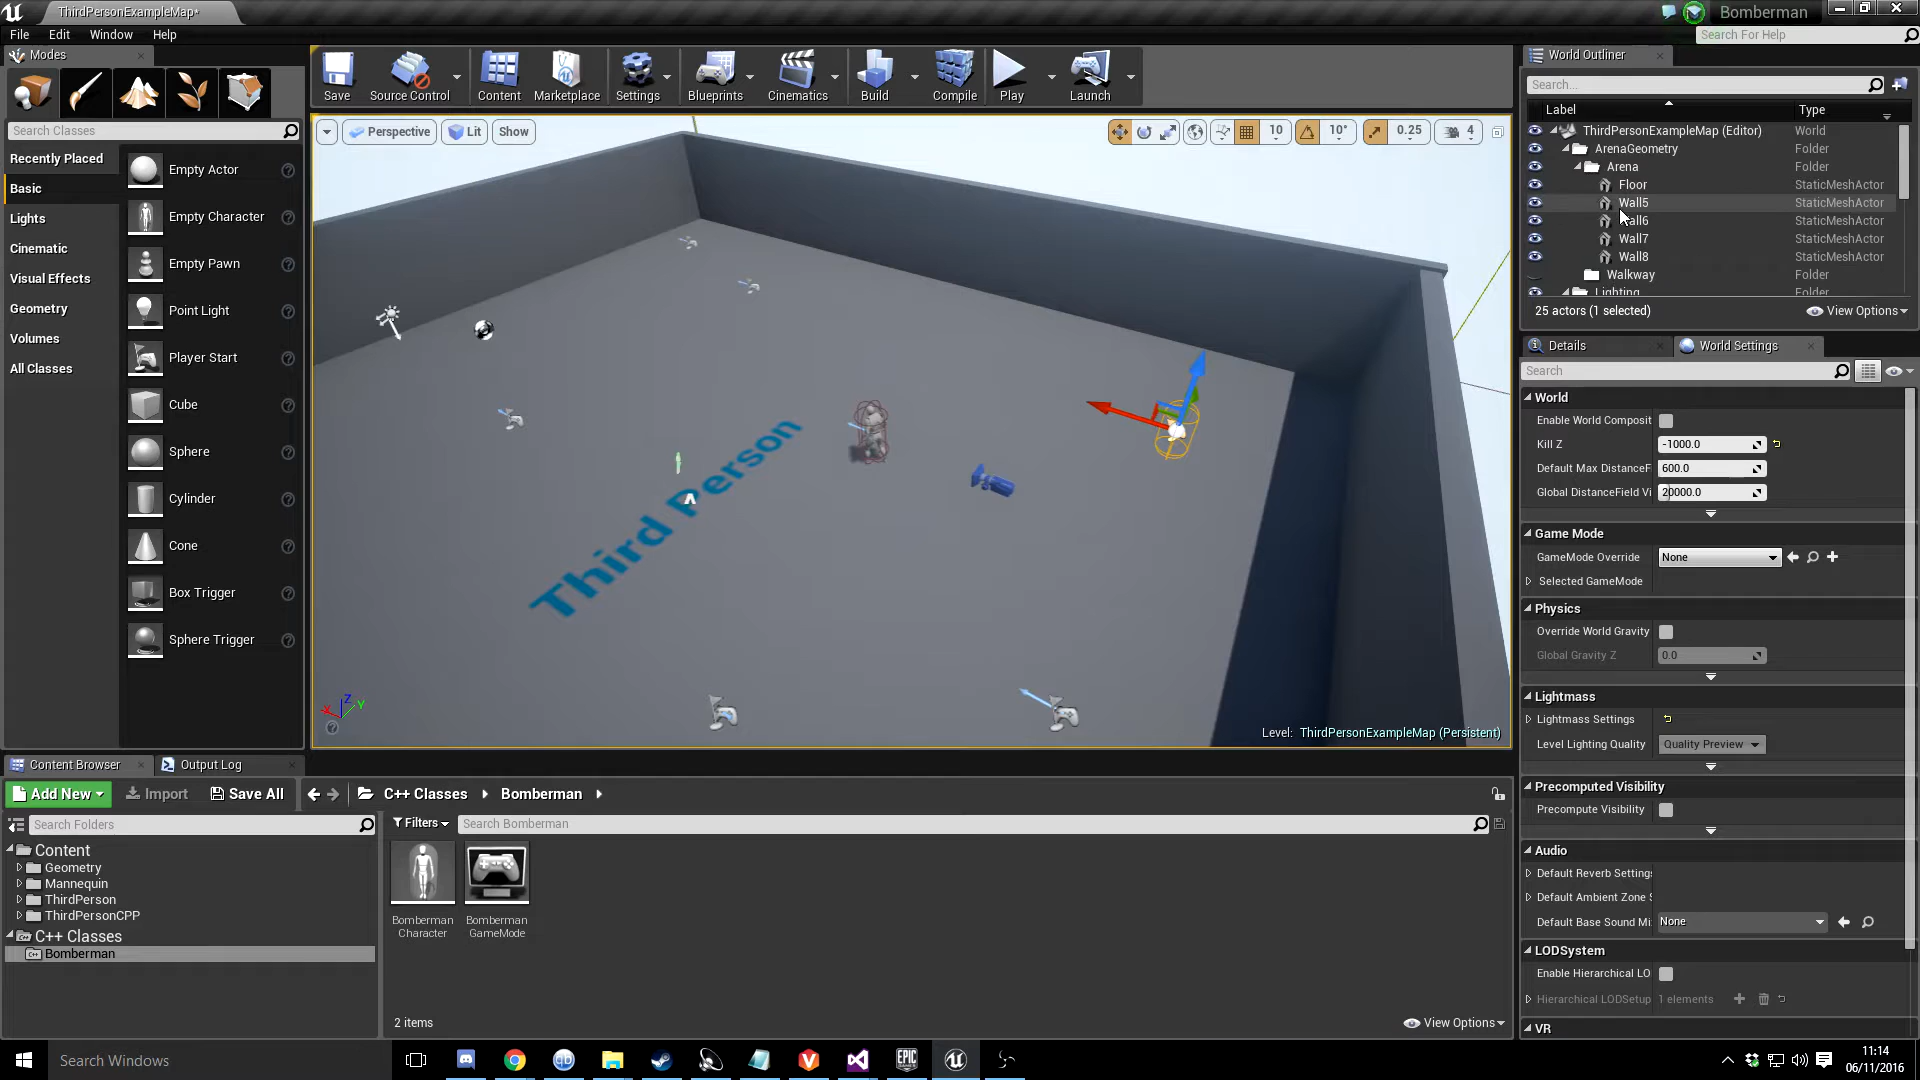 ThirdPersonExampleMap*
Bomberman
File Edit Window Help
Search For Help
Modes
World Outliner
Save
Source Control
Content
Marketplace
Settings
Blueprints
Cinematics
Build
Compile
Play
Launch
Search...
Label Type
Search Classes
Perspective
Lit
Show
10
10°
0.25
4
ThirdPersonExampleMap (Editor) World
ArenaGeometry Folder
Arena Folder
Floor StaticMeshActor
Wall5 StaticMeshActor
all6 StaticMeshActor
Wall7 StaticMeshActor
Wall8 StaticMeshActor
Walkway Folder
Lighting Folder
25 actors (1 selected)
View Options
Recently Placed
Basic
Lights
Cinematic
Visual Effects
Geometry
Volumes
All Classes
Empty Actor
Empty Character
Empty Pawn
Point Light
Player Start
Cube
Sphere
Cylinder
Cone
Box Trigger
Sphere Trigger
Third Person
X
Z
Y
Level: ThirdPersonExampleMap (Persistent)
Details
World Settings
Search
World
Enable World Composit
Kill Z -1000.0
Default Max DistanceF 600.0
Global DistanceField Vi 20000.0
Game Mode
GameMode Override None
Selected GameMode
Physics
Override World Gravity
Global Gravity Z 0.0
Lightmass
Lightmass Settings
Level Lighting Quality Quality Preview
Precomputed Visibility
Precompute Visibility
Audio
Default Reverb Settings
Default Ambient Zone S
Default Base Sound Mi None
LODSystem
Enable Hierarchical LO
Hierarchical LODSetup 1 elements
VR
Content Browser
Output Log
Add New
Import
Save All
C++ Classes
Bomberman
Search Folders
Filters
Search Bomberman
Content
Geometry
Mannequin
ThirdPerson
ThirdPersonCPP
C++ Classes
Bomberman
Bomberman
Character
Bomberman
GameMode
2 items
View Options
Search Windows
EPIC
GAMES
11:14
06/11/2016